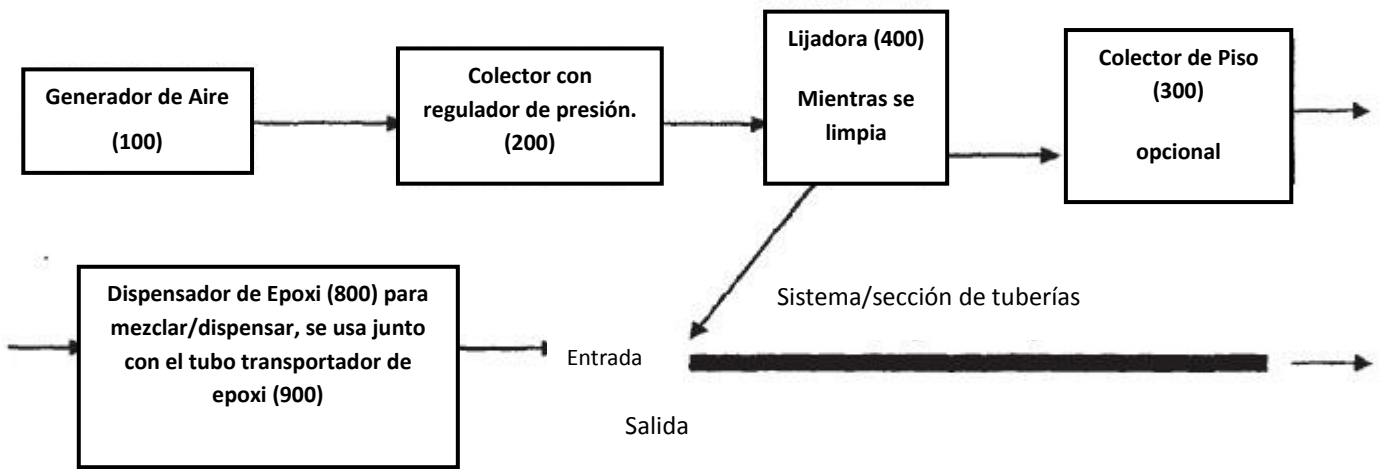 Generador de Aire
(100)
Colector con
regulador de presión.
(200)
Lijadora (400)
Mientras se
limpia
Colector de Piso
(300)
opcional
Dispensador de Epoxi (800) para
mezclar/dispensar, se usa junto
con el tubo transportador de
epoxi (900)
Sistema/sección de tuberías
Entrada
Salida